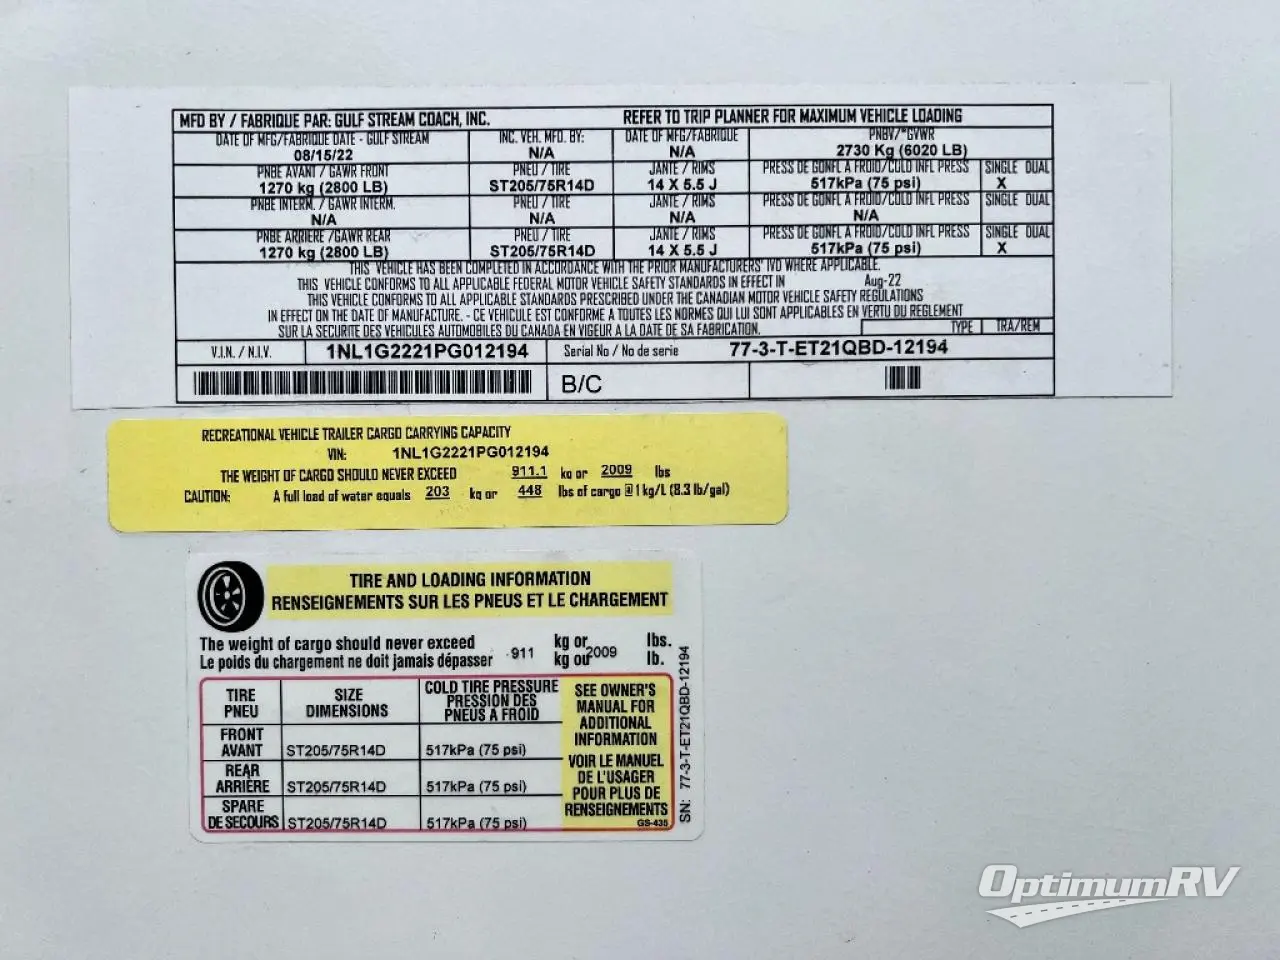 MFD BY / FABRIQUE PAR: GULF STREAM COACH, INC. REFER TO TRIP PLANNER FOR MAXIMUM VEHICLE LOADING
DATE OF MFG/FABRIQUE DATE - GULF STREAM INC. VEH. MFD. BY: DATE OF MFG/FABRIQUE PNBV/*GVWR
08/15/22 N/A N/A 2730 Kg (6020 LB)
PNBE AVANT / GAWR FRONT PNEU / TIRE JANTE / RIMS PRESS DE GONFL A FROID/COLD INFL PRESS SINGLE DUAL
1270 kg (2800 LB) ST205/75R14D 14 X 5.5 J 517kPa (75 psi) X
PNBE INTERM. / GAWR INTERM. PNEU / TIRE JANTE / RIMS PRESS DE GONFL A FROID/COLD INFL PRESS SINGLE DUAL
N/A N/A N/A N/A
PNBE ARRIERE /GAWR REAR PNEU / TIRE JANTE / RIMS PRESS DE GONFL A FROID/COLD INFL PRESS SINGLE DUAL
1270 kg (2800 LB) ST205/75R14D 14 X 5.5 J 517kPa (75 psi) X
THIS VEHICLE HAS BEEN COMPLETED IN ACCORDANCE WITH THE PRIOR MANUFACTURERS' IVD WHERE APPLICABLE.
THIS VEHICLE CONFORMS TO ALL APPLICABLE FEDERAL MOTOR VEHICLE SAFETY STANDARDS IN EFFECT IN Aug-22
THIS VEHICLE CONFORMS TO ALL APPLICABLE STANDARDS PRESCRIBED UNDER THE CANADIAN MOTOR VEHICLE SAFETY REGULATIONS
IN EFFECT ON THE DATE OF MANUFACTURE. - CE VEHICULE EST CONFORME A TOUTES LES NORMES QUI LUI SONT APPLICABLES EN VERTU DU REGLEMENT
SUR LA SECURITE DES VEHICULES AUTOMOBILES DU CANADA EN VIGEUR A LA DATE DE SA FABRICATION. TYPE TRA/REM
V.I.N. / N.I.V. 1NL1G2221PG012194 Serial No / No de serie 77-3-T-ET21QBD-12194
B/C
RECREATIONAL VEHICLE TRAILER CARGO CARRYING CAPACITY
VIN: 1NL1G2221PG012194
THE WEIGHT OF CARGO SHOULD NEVER EXCEED 911.1 kg or 2009 lbs
CAUTION: A full load of water equals 203 kg or 448 lbs of cargo @ 1 kg/L (8.3 lb/gal)
TIRE AND LOADING INFORMATION
RENSEIGNEMENTS SUR LES PNEUS ET LE CHARGEMENT
The weight of cargo should never exceed kg or lbs.
Le poids du chargement ne doit jamais dépasser 911 kg ou 2009 lb.
TIRE
PNEU
SIZE
DIMENSIONS
COLD TIRE PRESSURE
PRESSION DES
PNEUS A FROID
FRONT
AVANT ST205/75R14D 517kPa (75 psi)
REAR
ARRIÈRE ST205/75R14D 517kPa (75 psi)
SPARE
DE SECOURS ST205/75R14D 517kPa (75 psi)
SEE OWNER'S
MANUAL FOR
ADDITIONAL
INFORMATION
VOIR LE MANUEL
DE L'USAGER
POUR PLUS DE
RENSEIGNEMENTS
GS-435
SN: 77-3-T-ET21QBD-12194
OptimumRV